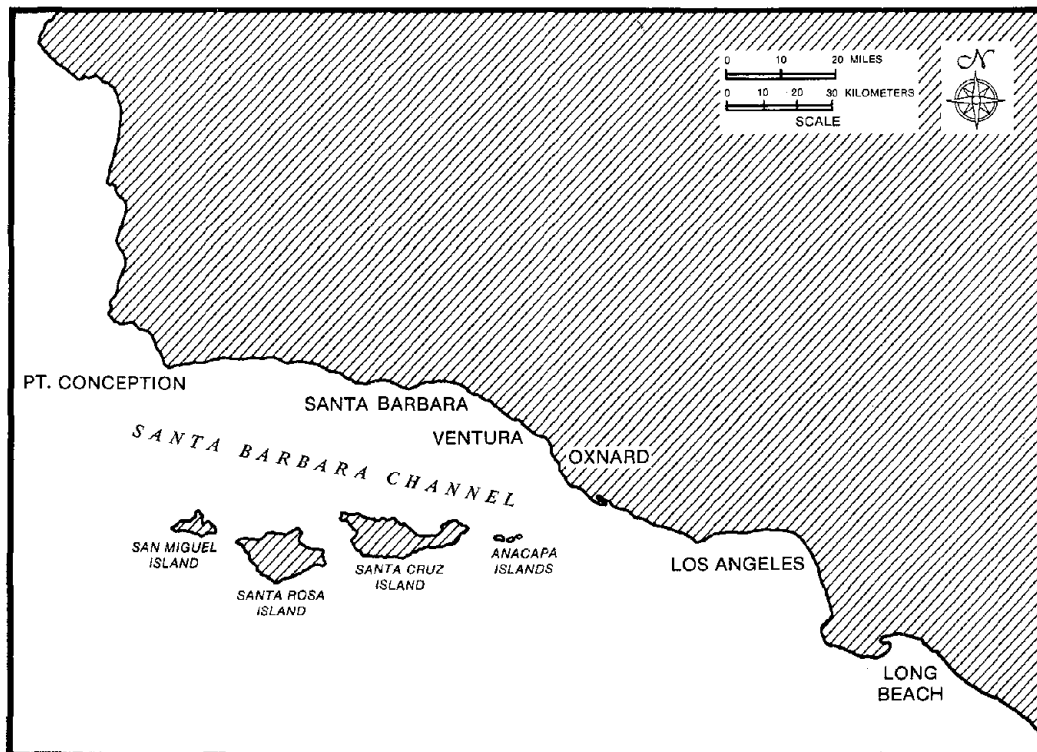 0 10 20 MILES
0 10 20 30 KILOMETERS
SCALE
N
PT. CONCEPTION
SANTA BARBARA
VENTURA
OXNARD
SANTA BARBARA CHANNEL
SAN MIGUEL
ISLAND
SANTA ROSA
ISLAND
SANTA CRUZ
ISLAND
ANACAPA
ISLANDS
LOS ANGELES
LONG
BEACH